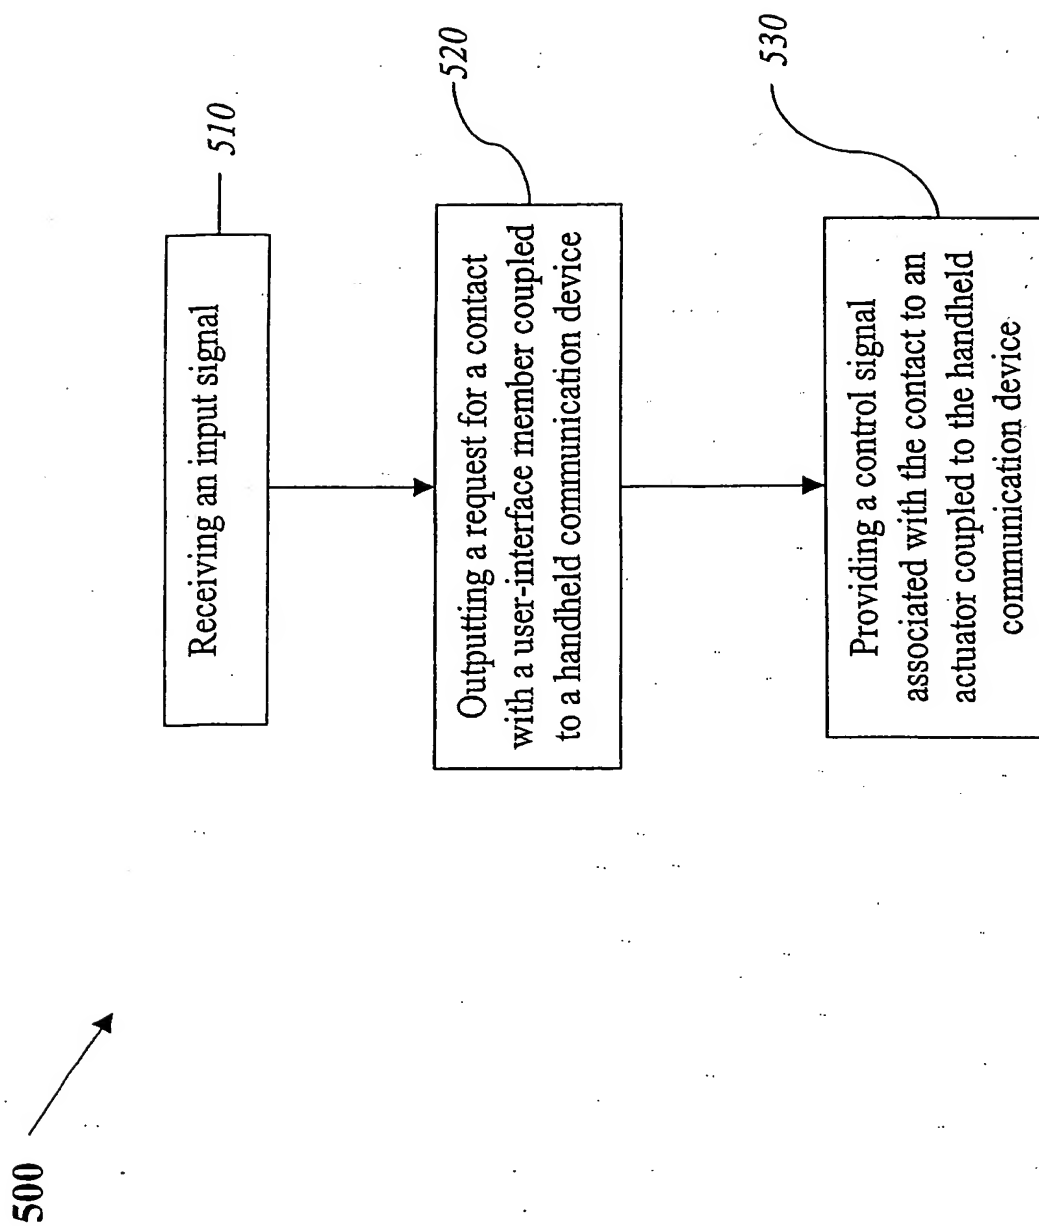 500
Receiving an input signal
510
Outputting a request for a contact
with a user-interface member coupled
to a handheld communication device
520
Providing a control signal
associated with the contact to an
actuator coupled to the handheld
communication device
530